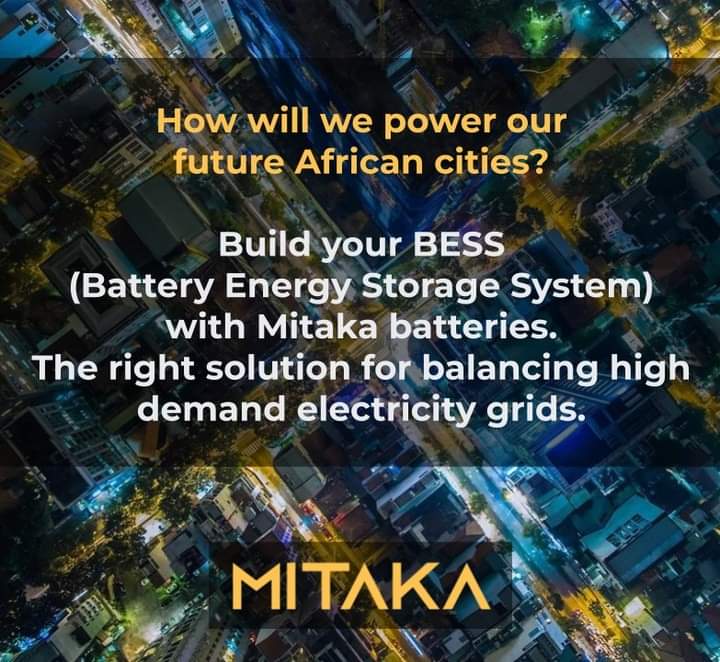 How will we power our
future African cities?
Build your BESS
(Battery Energy Storage System)
with Mitaka batteries.
The right solution for balancing high
demand electricity grids.
MITAKA